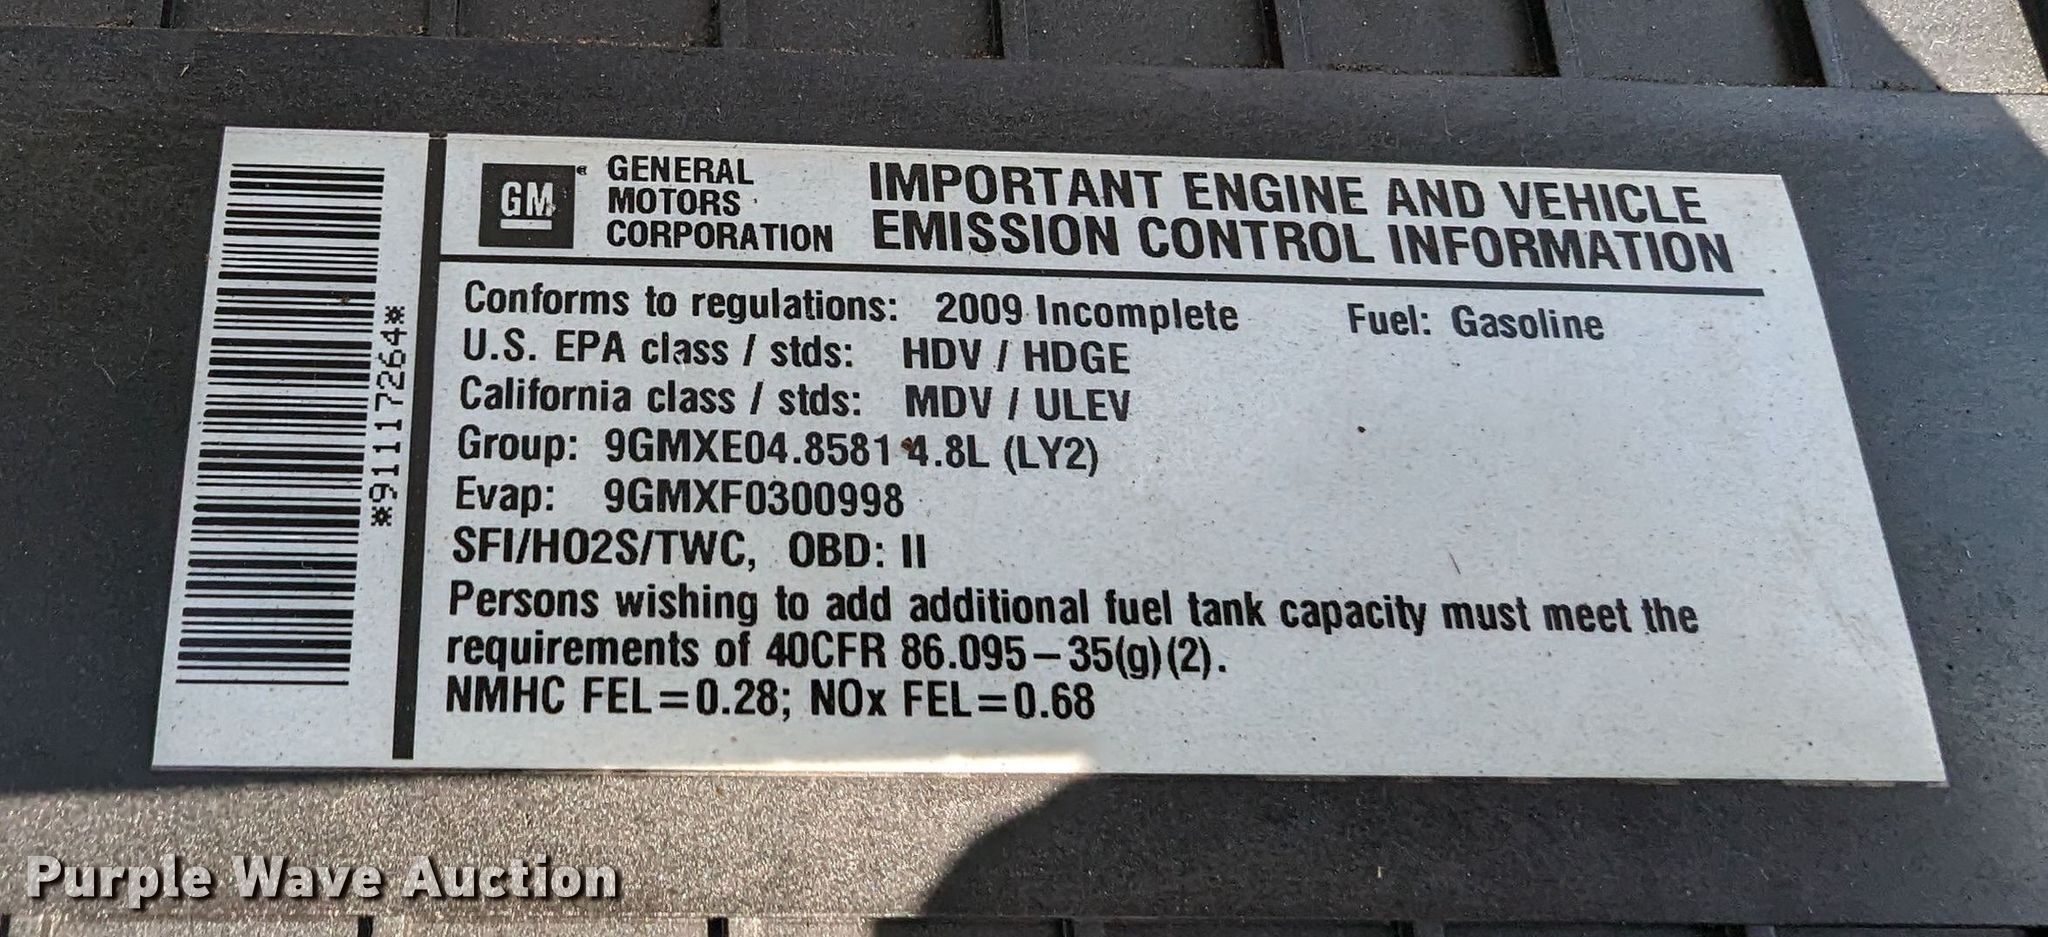 *91117264*
GM
GENERAL
MOTORS
CORPORATION
IMPORTANT ENGINE AND VEHICLE
EMISSION CONTROL INFORMATION
Conforms to regulations: 2009 Incomplete Fuel: Gasoline
U.S. EPA class / stds: HDV / HDGE
California class / stds: MDV / ULEV
Group: 9GMXE04.8581 4.8L (LY2)
Evap: 9GMXF0300998
SFI/HO2S/TWC, OBD: II
Persons wishing to add additional fuel tank capacity must meet the
requirements of 40CFR 86.095–35(g)(2).
NMHC FEL=0.28; NOx FEL=0.68
Purple Wave Auction